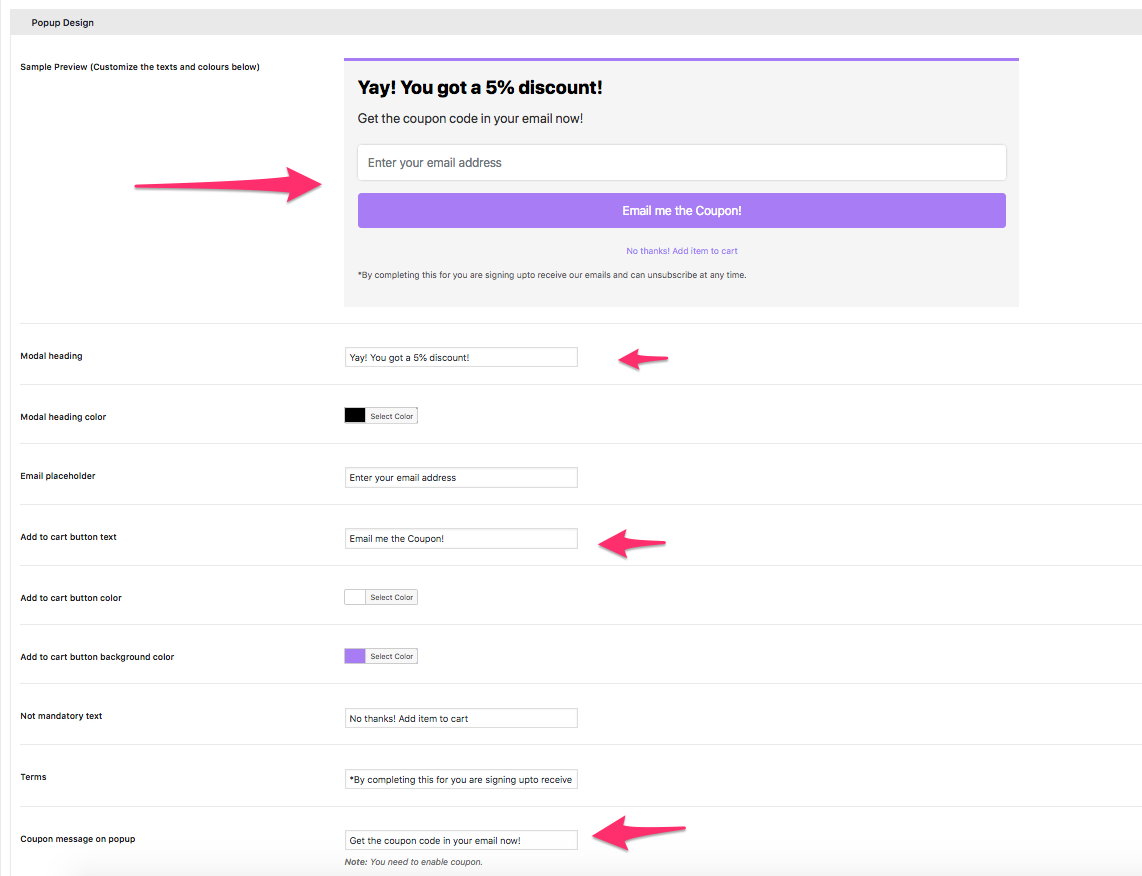 Popup Design
Sample Preview (Customize the texts and colours below)
Yay! You got a 5% discount!
Get the coupon code in your email now!
Enter your email address
Email me the Coupon!
No thanks! Add item to cart
*By completing this for you are signing upto receive our emails and can unsubscribe at any time.
Modal heading
Yay! You got a 5% discount!
Modal heading color
Select Color
Email placeholder
Enter your email address
Add to cart button text
Email me the Coupon!
Add to cart button color
Select Color
Add to cart button background color
Select Color
Not mandatory text
No thanks! Add item to cart
Terms
*By completing this for you are signing upto receive
Coupon message on popup
Get the coupon code in your email now!
Note: You need to enable coupon.